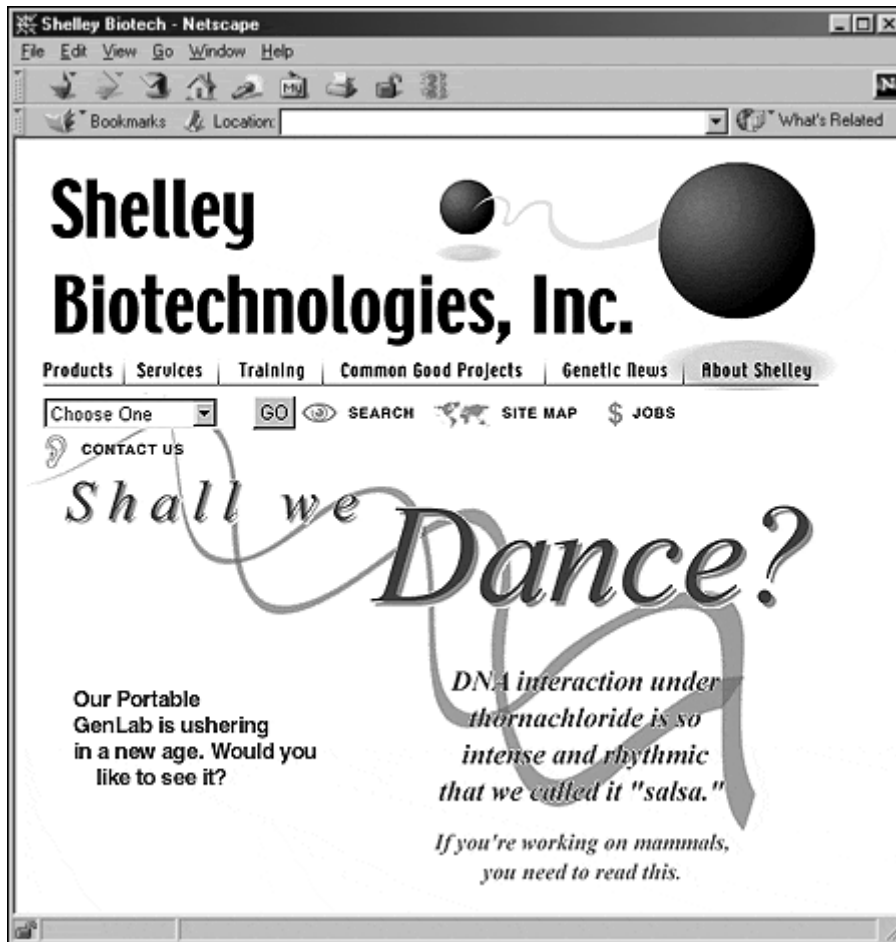 Shelley Biotech - Netscape
File Edit View Go Window Help
My
N
Bookmarks Location: What's Related
Shelley
Biotechnologies, Inc.
Products Services Training Common Good Projects Genetic News About Shelley
Choose One GO SEARCH SITE MAP $ JOBS
CONTACT US
Shall we
Dance?
Our Portable
GenLab is ushering
in a new age. Would you
like to see it?
DNA interaction under
thornachloride is so
intense and rhythmic
that we called it "salsa."
If you're working on mammals,
you need to read this.